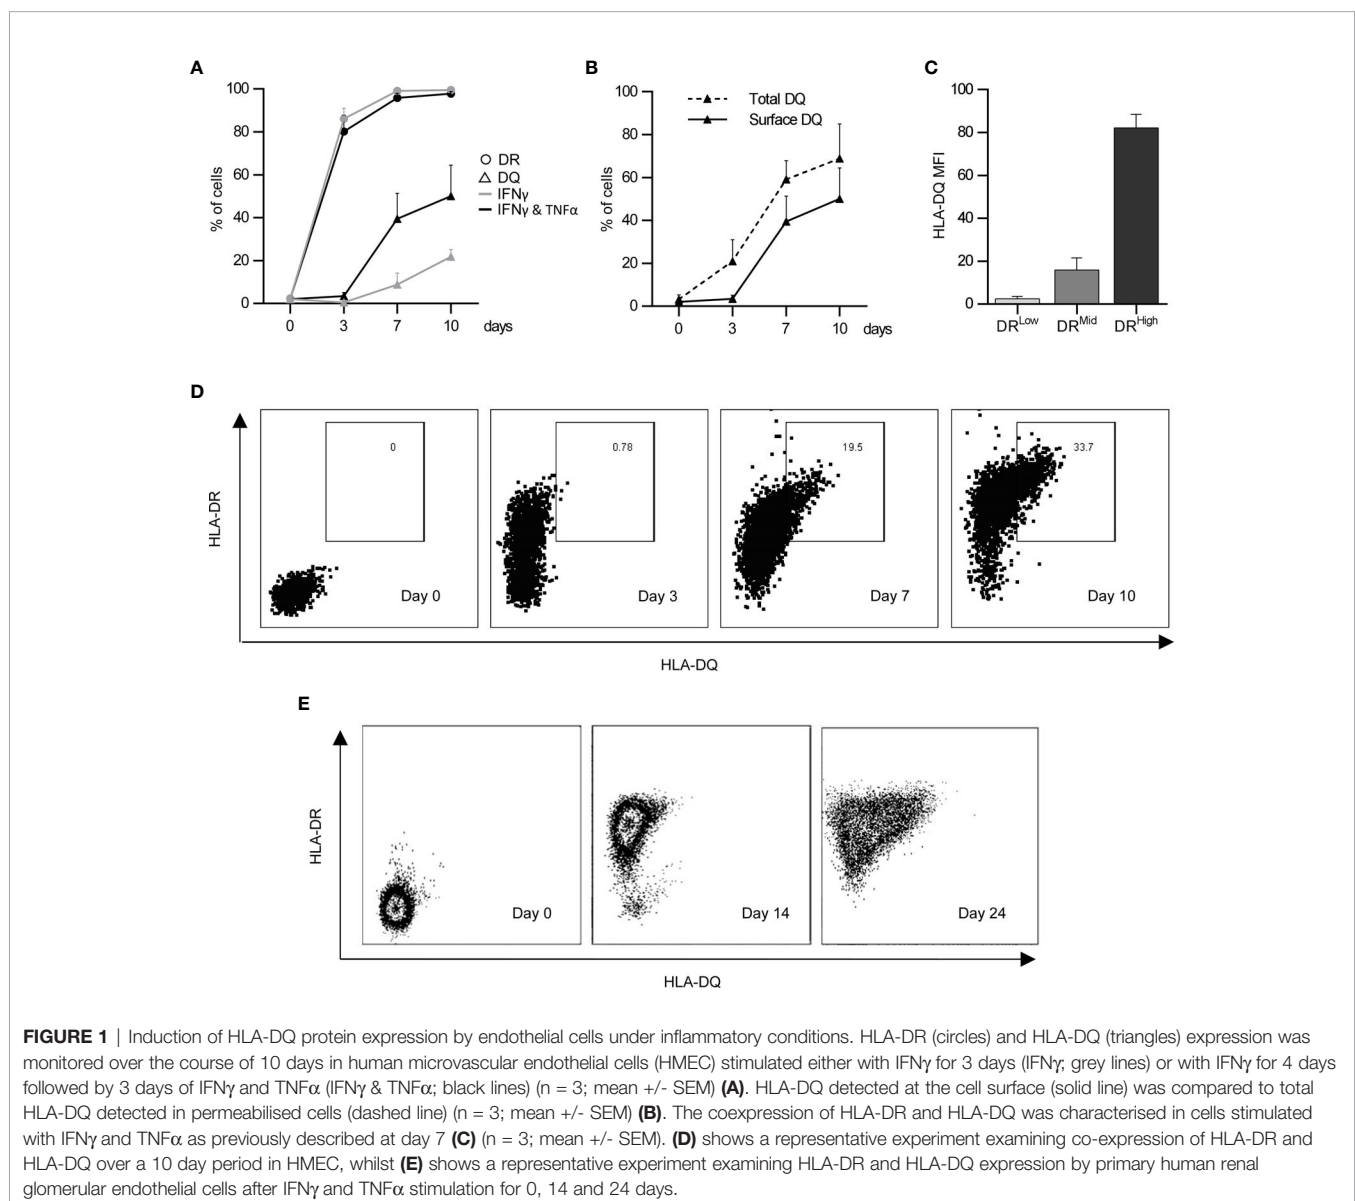 A
% of cells
100
80
60
40
20
0
0 3 7 10 days
DR
DQ
IFNγ
IFNγ & TNFα
B
% of cells
100
80
60
40
20
0
0 3 7 10 days
Total DQ
Surface DQ
C
HLA-DQ MFI
100
80
60
40
20
0
DRLow DRMid DRHigh
D
HLA-DR
0
Day 0
0.78
Day 3
19.5
Day 7
33.7
Day 10
HLA-DQ
E
HLA-DR
Day 0
Day 14
Day 24
HLA-DQ
FIGURE 1 | Induction of HLA-DQ protein expression by endothelial cells under inflammatory conditions. HLA-DR (circles) and HLA-DQ (triangles) expression was
monitored over the course of 10 days in human microvascular endothelial cells (HMEC) stimulated either with IFNγ for 3 days (IFNγ; grey lines) or with IFNγ for 4 days
followed by 3 days of IFNγ and TNFα (IFNγ & TNFα; black lines) (n = 3; mean +/- SEM) (A). HLA-DQ detected at the cell surface (solid line) was compared to total
HLA-DQ detected in permeabilised cells (dashed line) (n = 3; mean +/- SEM) (B). The coexpression of HLA-DR and HLA-DQ was characterised in cells stimulated
with IFNγ and TNFα as previously described at day 7 (C) (n = 3; mean +/- SEM). (D) shows a representative experiment examining co-expression of HLA-DR and
HLA-DQ over a 10 day period in HMEC, whilst (E) shows a representative experiment examining HLA-DR and HLA-DQ expression by primary human renal
glomerular endothelial cells after IFNγ and TNFα stimulation for 0, 14 and 24 days.